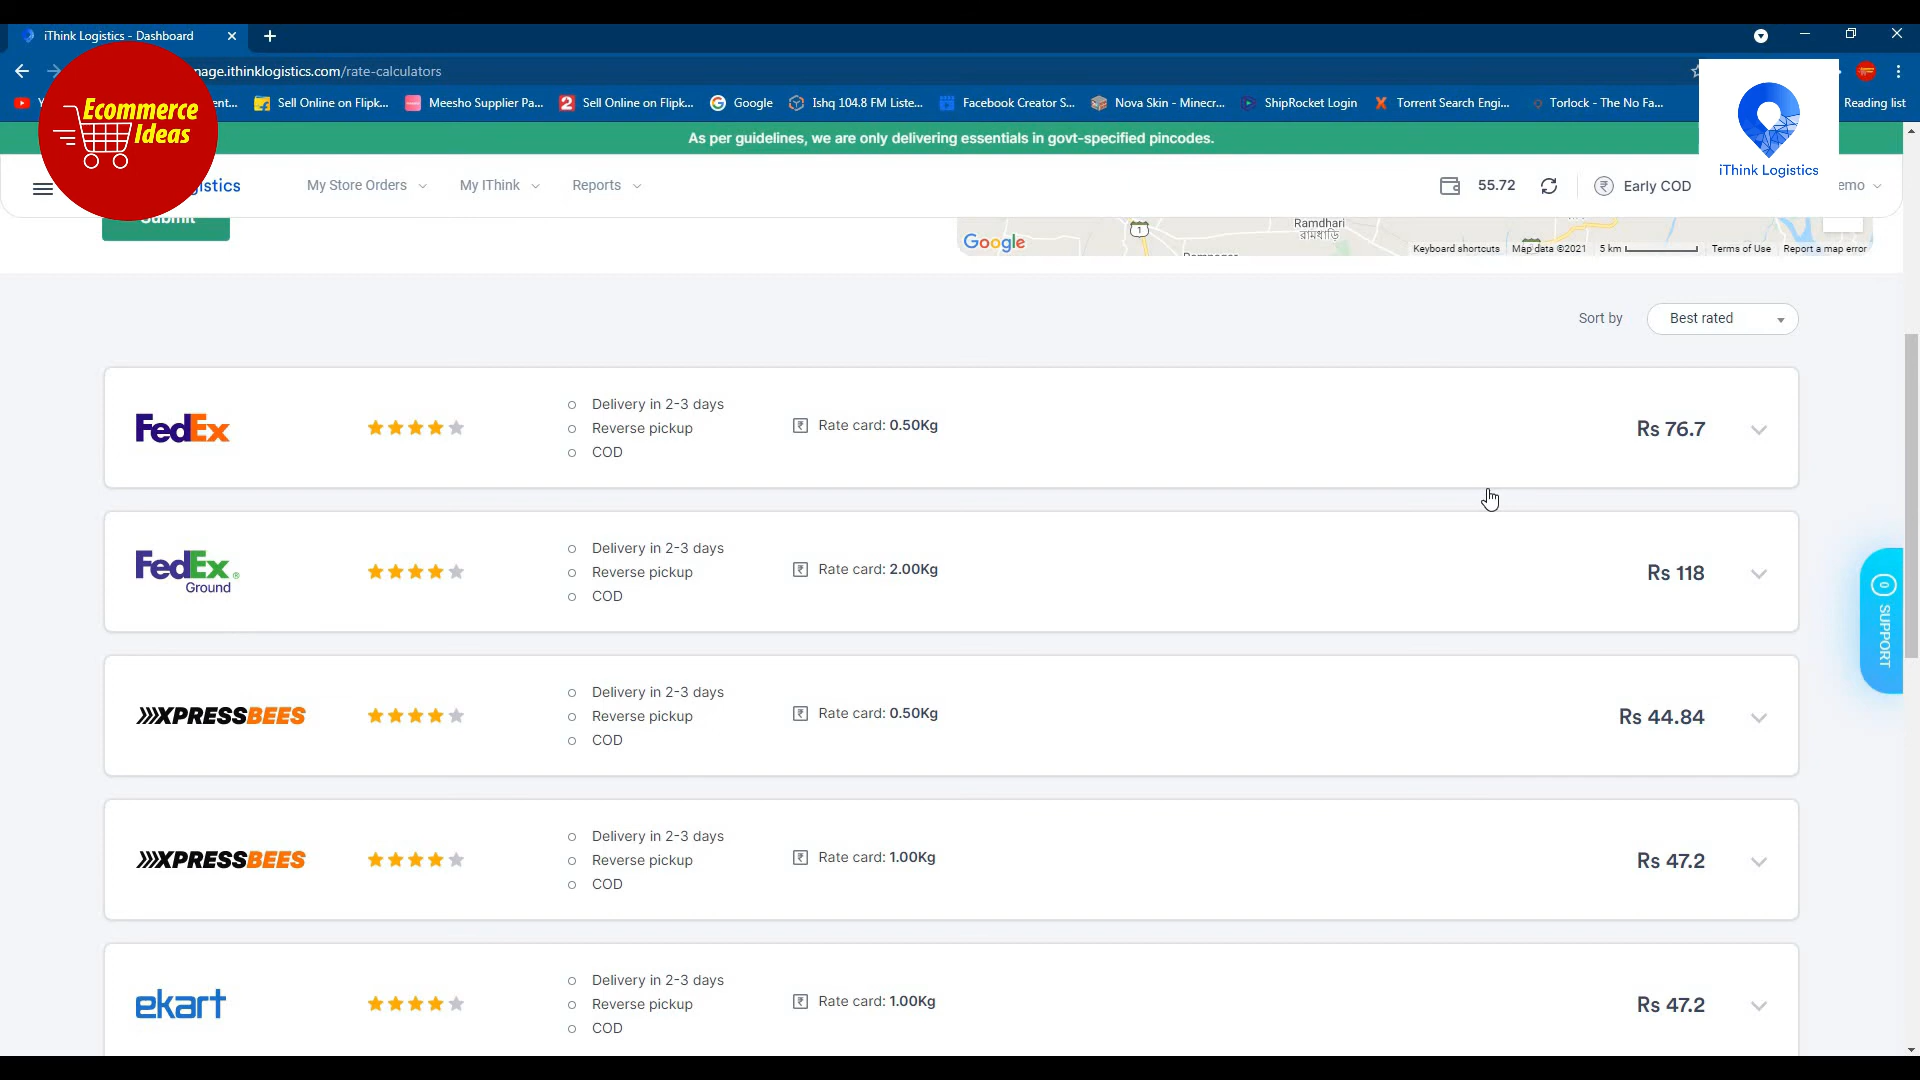 iThink Logistics - Dashboard
nage.ithinklogistics.com/rate-calculators
Sell Online on Flipk...
Meesho Supplier Pa...
Sell Online on Flipk...
Google
Ishq 104.8 FM Liste...
Facebook Creator S...
Nova Skin - Minecr...
ShipRocket Login
Torrent Search Engi...
Torlock - The No Fa...
Reading list
Ecommerce
Ideas
iThink Logistics
As per guidelines, we are only delivering essentials in govt-specified pincodes.
gistics
My Store Orders
My IThink
Reports
55.72
Early COD
emo
Submit
Google
Ramdhari
রামধাড়ি
1
Keyboard shortcuts
Map data ©2021
5 km
Terms of Use
Report a map error
Sort by
Best rated
FedEx
Delivery in 2-3 days
Reverse pickup
COD
Rate card: 0.50Kg
Rs 76.7
FedEx
Ground
Delivery in 2-3 days
Reverse pickup
COD
Rate card: 2.00Kg
Rs 118
XPRESSBEES
Delivery in 2-3 days
Reverse pickup
COD
Rate card: 0.50Kg
Rs 44.84
XPRESSBEES
Delivery in 2-3 days
Reverse pickup
COD
Rate card: 1.00Kg
Rs 47.2
ekart
Delivery in 2-3 days
Reverse pickup
COD
Rate card: 1.00Kg
Rs 47.2
SUPPORT